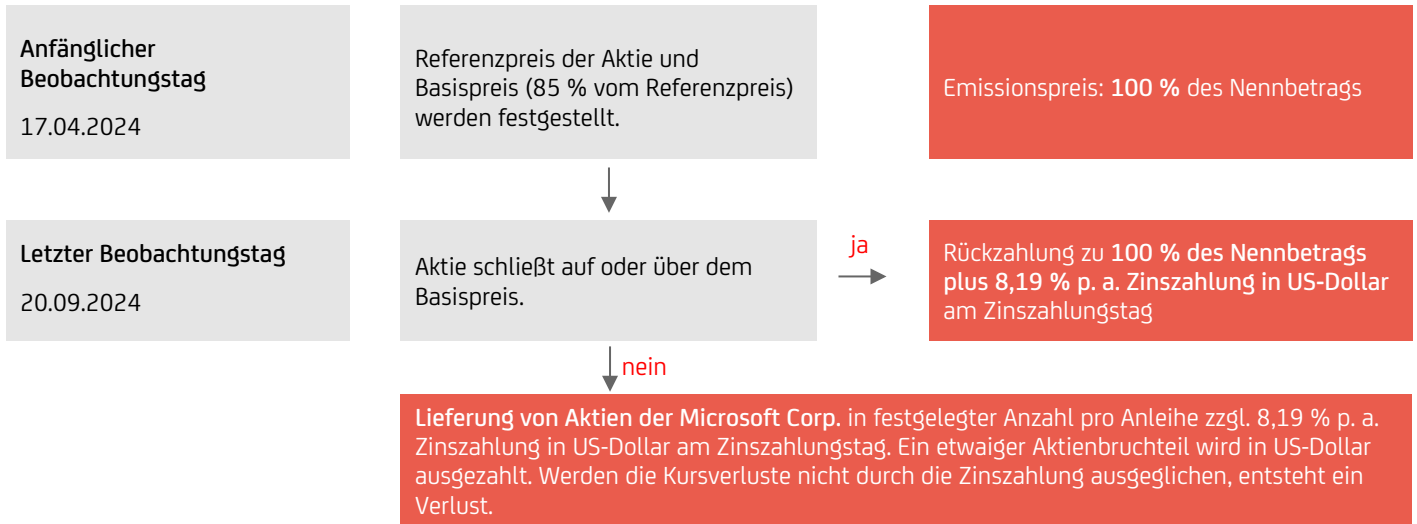 Anfänglicher
Beobachtungstag
17.04.2024
Referenzpreis der Aktie und
Basispreis (85 % vom Referenzpreis)
werden festgestellt.
Emissionspreis: 100 % des Nennbetrags
Letzter Beobachtungstag
20.09.2024
Aktie schließt auf oder über dem
Basispreis.
ja
Rückzahlung zu 100 % des Nennbetrags
plus 8,19 % p. a. Zinszahlung in US-Dollar
am Zinszahlungstag
nein
Lieferung von Aktien der Microsoft Corp. in festgelegter Anzahl pro Anleihe zzgl. 8,19 % p. a.
Zinszahlung in US-Dollar am Zinszahlungstag. Ein etwaiger Aktienbruchteil wird in US-Dollar
ausgezahlt. Werden die Kursverluste nicht durch die Zinszahlung ausgeglichen, entsteht ein
Verlust.